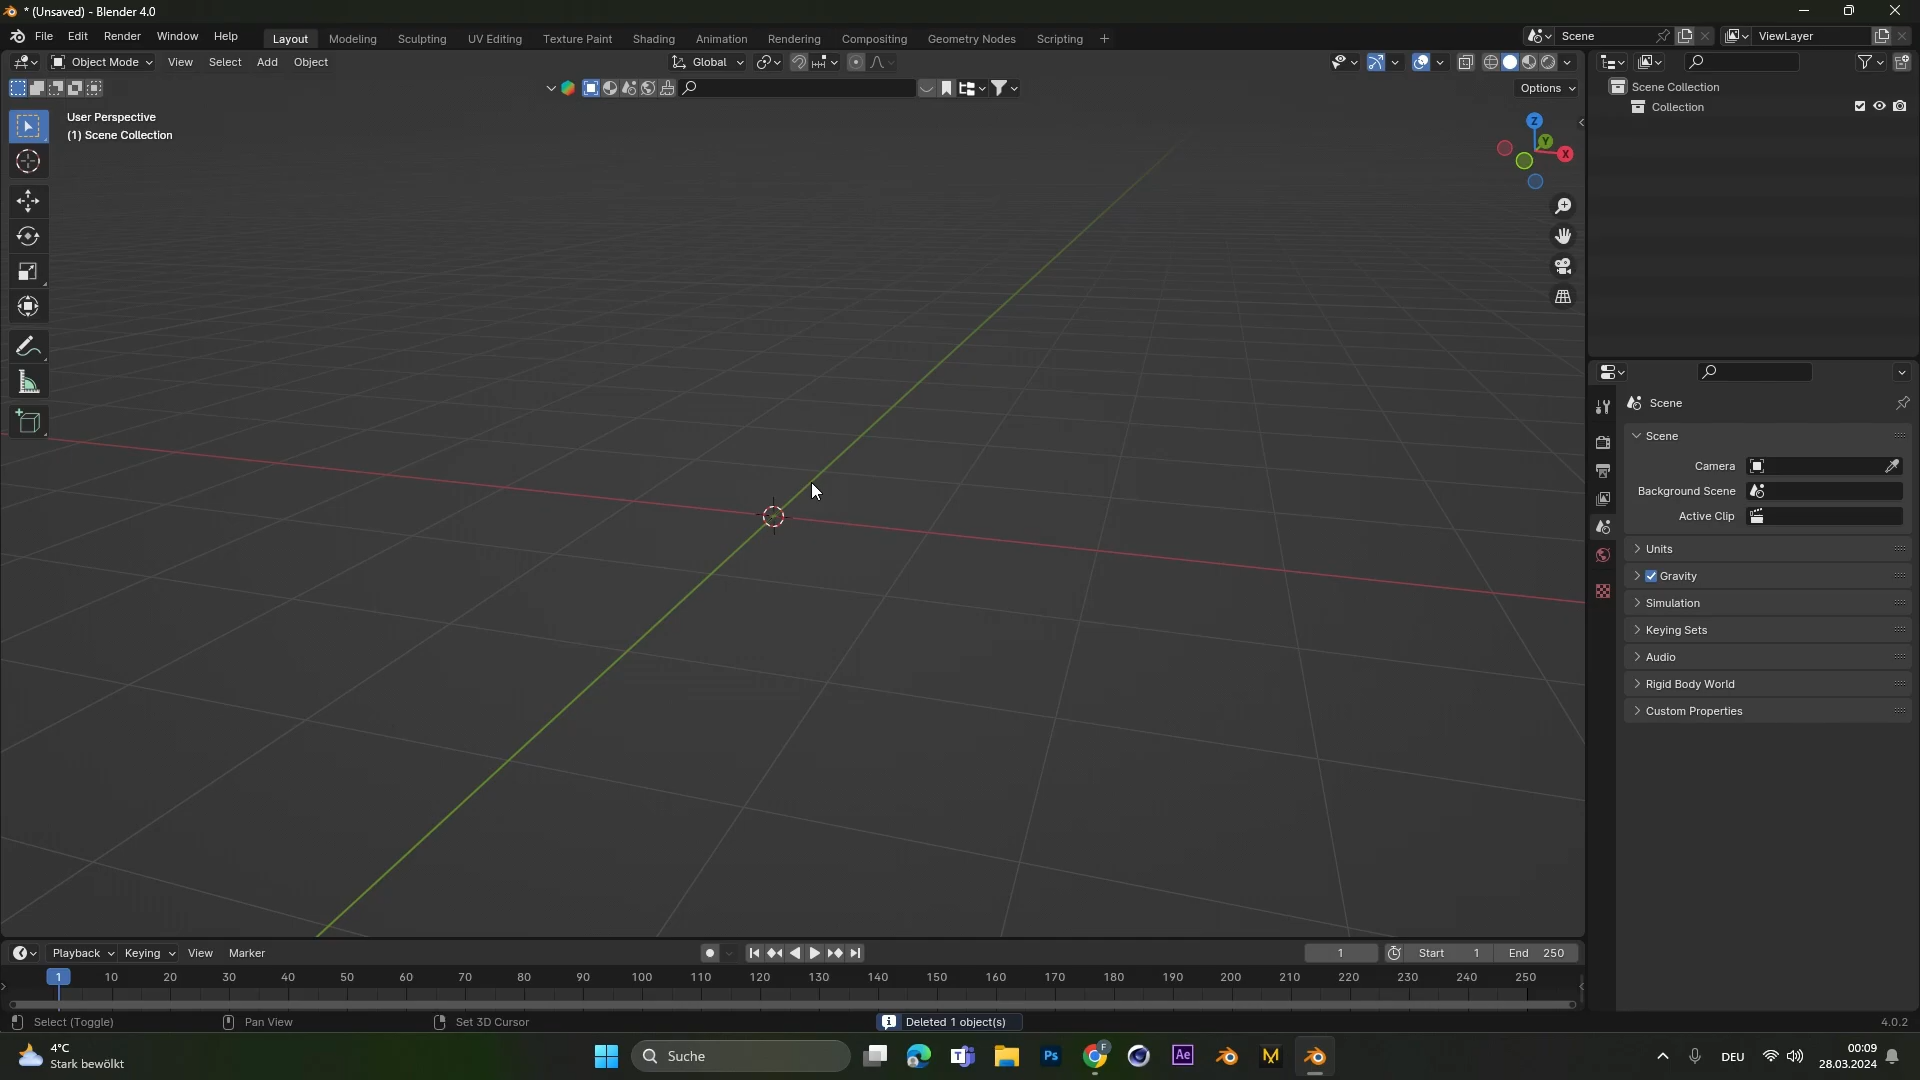 * (Unsaved) - Blender 4.0
File Edit Render Window Help Layout Modeling Sculpting UV Editing Texture Paint Shading Animation Rendering Compositing Geometry Nodes Scripting + Scene ViewLayer
Object Mode View Select Add Object Global
Options
User Perspective
(1) Scene Collection
Z
Y
X
Scene Collection
Collection
Scene
Scene
Camera
Background Scene
Active Clip
Units
Gravity
Simulation
Keying Sets
Audio
Rigid Body World
Custom Properties
Playback Keying View Marker 1 Start 1 End 250
1 10 20 30 40 50 60 70 80 90 100 110 120 130 140 150 160 170 180 190 200 210 220 230 240 250
Select (Toggle) Pan View Set 3D Cursor Deleted 1 object(s) 4.0.2
4°C
Stark bewölkt
Suche
Ps
F
Ae
M
DEU
00:09
28.03.2024